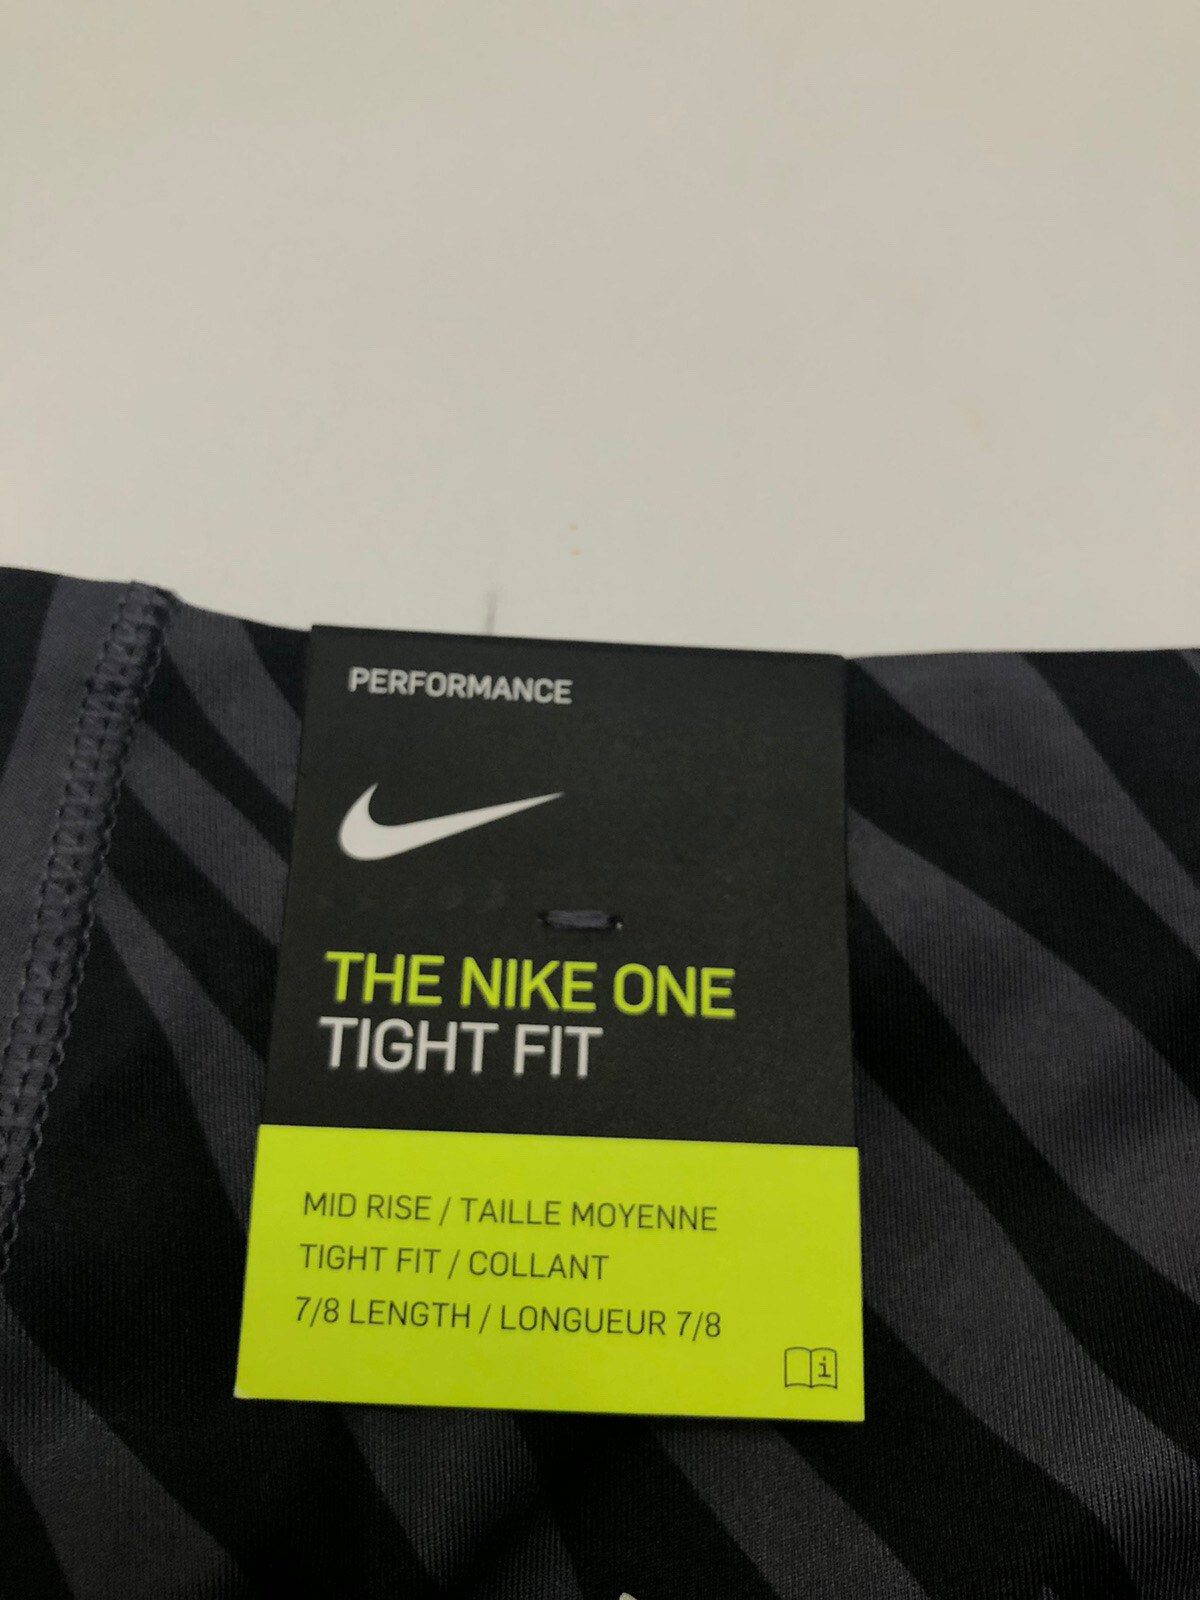 PERFORMANCE
THE NIKE ONE
TIGHT FIT
MID RISE / TAILLE MOYENNE
TIGHT FIT / COLLANT
7/8 LENGTH / LONGUEUR 7/8
i